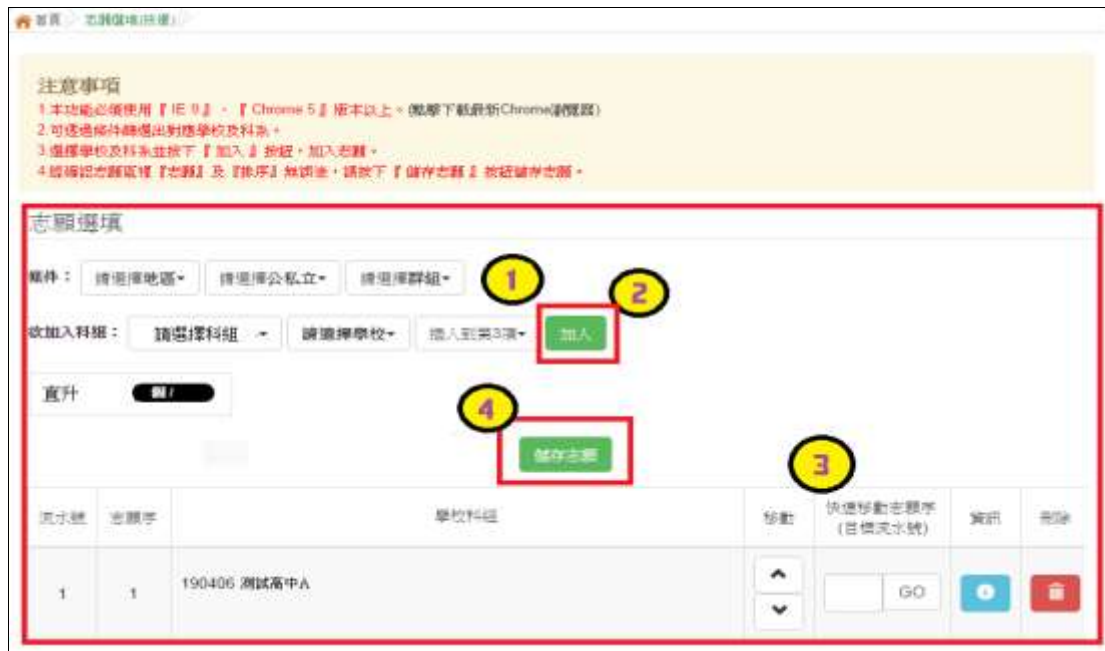 首頁 志願選填(免試)
注意事項
1.本功能必須使用『 IE 9 』、『 Chrome 5 』版本以上。(點擊下載最新Chrome瀏覽器)
2.可透過條件篩選出對應學校及科系。
3.選擇學校及科系並按下『 加入 』按鈕，加入志願。
4.經確認志願區裡『志願』及『排序』無誤後，請按下『 儲存志願 』按鈕儲存志願。
志願選填
條件： 請選擇地區 請選擇公私立 請選擇群組 1
2
欲加入科組： 請選擇科組 請選擇學校 插入到第3項 加入
直升
4
儲存志願
3
流水號 志願序 學校科組 移動 快速移動志願序 (目標流水號) 資訊 刪除
1 1 190406 測試高中A GO